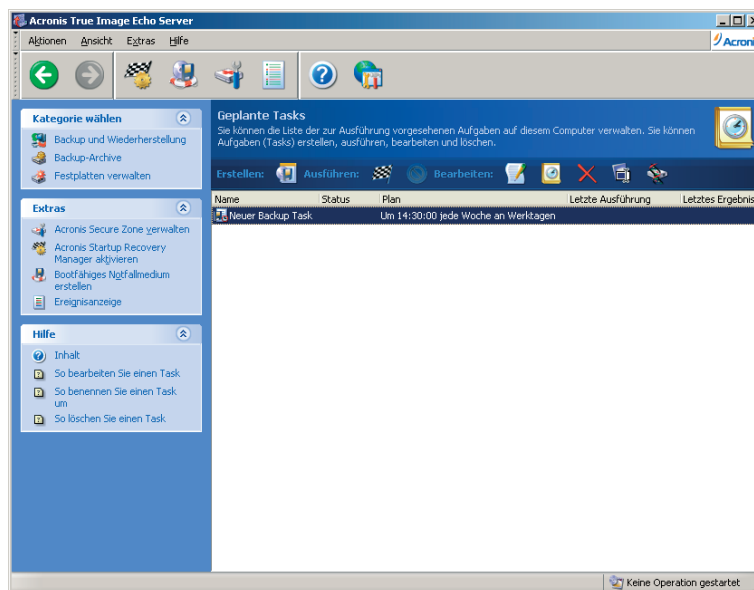 Acronis True Image Echo Server
Aktionen Ansicht Extras Hilfe
Acroni
Kategorie wählen
Backup und Wiederherstellung
Backup-Archive
Festplatten verwalten
Extras
Acronis Secure Zone verwalten
Acronis Startup Recovery
Manager aktivieren
Bootfähiges Notfallmedium
erstellen
Ereignisanzeige
Hilfe
Inhalt
So bearbeiten Sie einen Task
So benennen Sie einen Task
um
So löschen Sie einen Task
Geplante Tasks
Sie können die Liste der zur Ausführung vorgesehenen Aufgaben auf diesem Computer verwalten. Sie können
Aufgaben (Tasks) erstellen, ausführen, bearbeiten und löschen.
Erstellen: Ausführen: Bearbeiten:
Name Status Plan Letzte Ausführung Letztes Ergebnis
Neuer Backup Task Um 14:30:00 jede Woche an Werktagen
Keine Operation gestartet